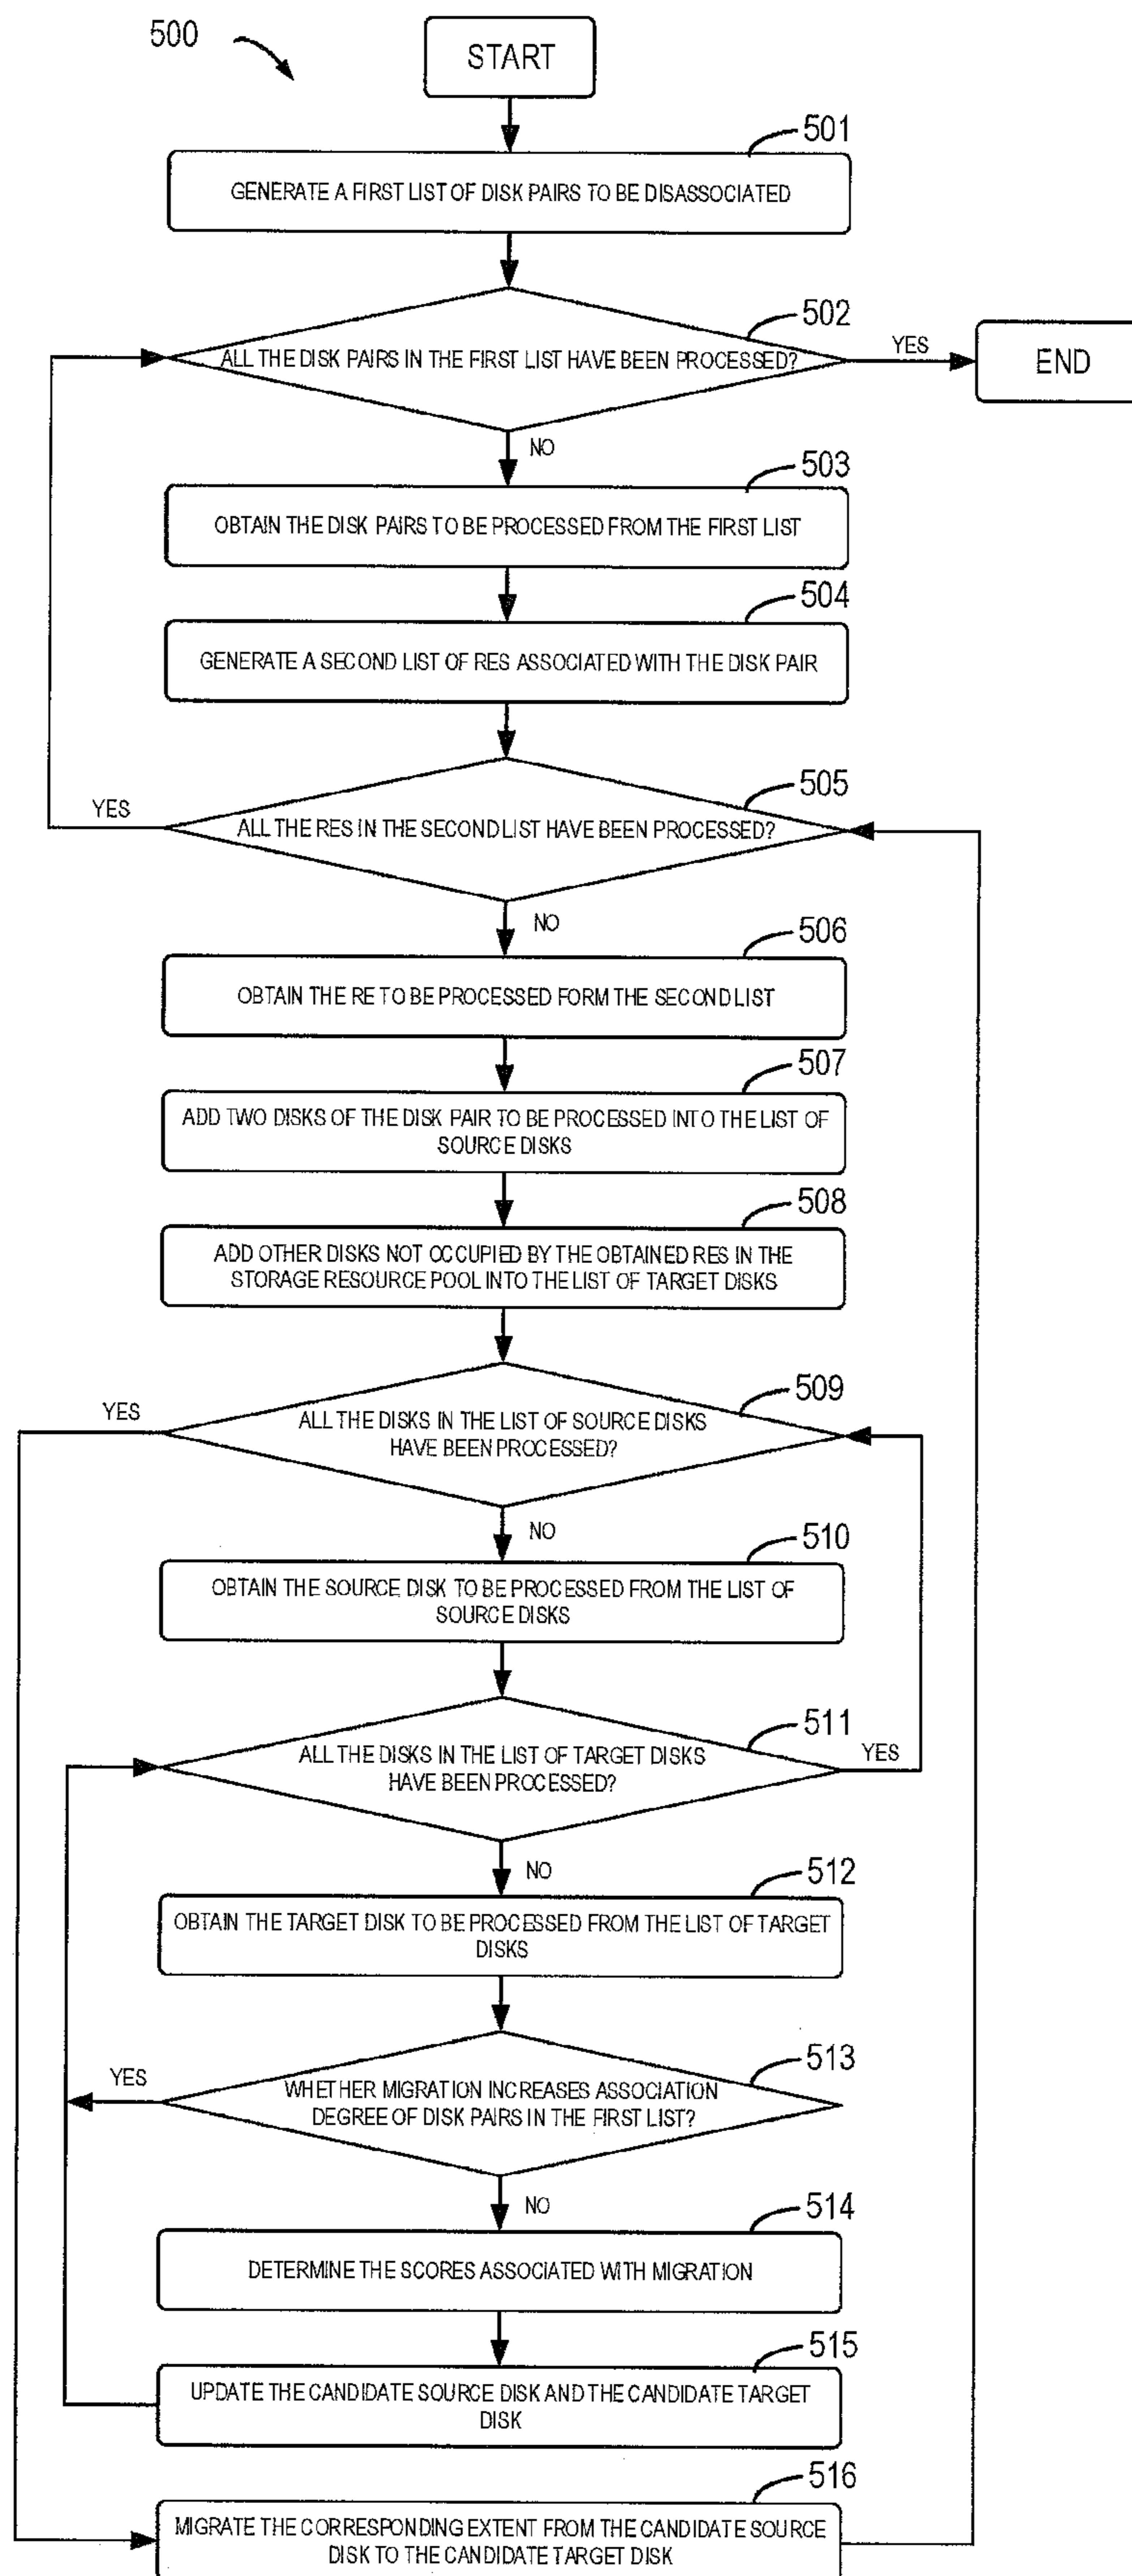 500
START
501
GENERATE A FIRST LIST OF DISK PAIRS TO BE DISASSOCIATED
502
ALL THE DISK PAIRS IN THE FIRST LIST HAVE BEEN PROCESSED?
YES
END
NO
503
OBTAIN THE DISK PAIRS TO BE PROCESSED FROM THE FIRST LIST
504
GENERATE A SECOND LIST OF RES ASSOCIATED WITH THE DISK PAIR
505
YES
ALL THE RES IN THE SECOND LIST HAVE BEEN PROCESSED?
NO
506
OBTAIN THE RE TO BE PROCESSED FORM THE SECOND LIST
507
ADD TWO DISKS OF THE DISK PAIR TO BE PROCESSED INTO THE LIST OF
SOURCE DISKS
508
ADD OTHER DISKS NOT OCCUPIED BY THE OBTAINED RES IN THE
STORAGE RESOURCE POOL INTO THE LIST OF TARGET DISKS
509
YES
ALL THE DISKS IN THE LIST OF SOURCE DISKS
HAVE BEEN PROCESSED?
NO
510
OBTAIN THE SOURCE DISK TO BE PROCESSED FROM THE LIST OF
SOURCE DISKS
511
ALL THE DISKS IN THE LIST OF TARGET DISKS
HAVE BEEN PROCESSED?
YES
NO
512
OBTAIN THE TARGET DISK TO BE PROCESSED FROM THE LIST OF TARGET
DISKS
513
YES
WHETHER MIGRATION INCREASES ASSOCIATION
DEGREE OF DISK PAIRS IN THE FIRST LIST?
NO
514
DETERMINE THE SCORES ASSOCIATED WITH MIGRATION
515
UPDATE THE CANDIDATE SOURCE DISK AND THE CANDIDATE TARGET
DISK
516
MIGRATE THE CORRESPONDING EXTENT FROM THE CANDIDATE SOURCE
DISK TO THE CANDIDATE TARGET DISK